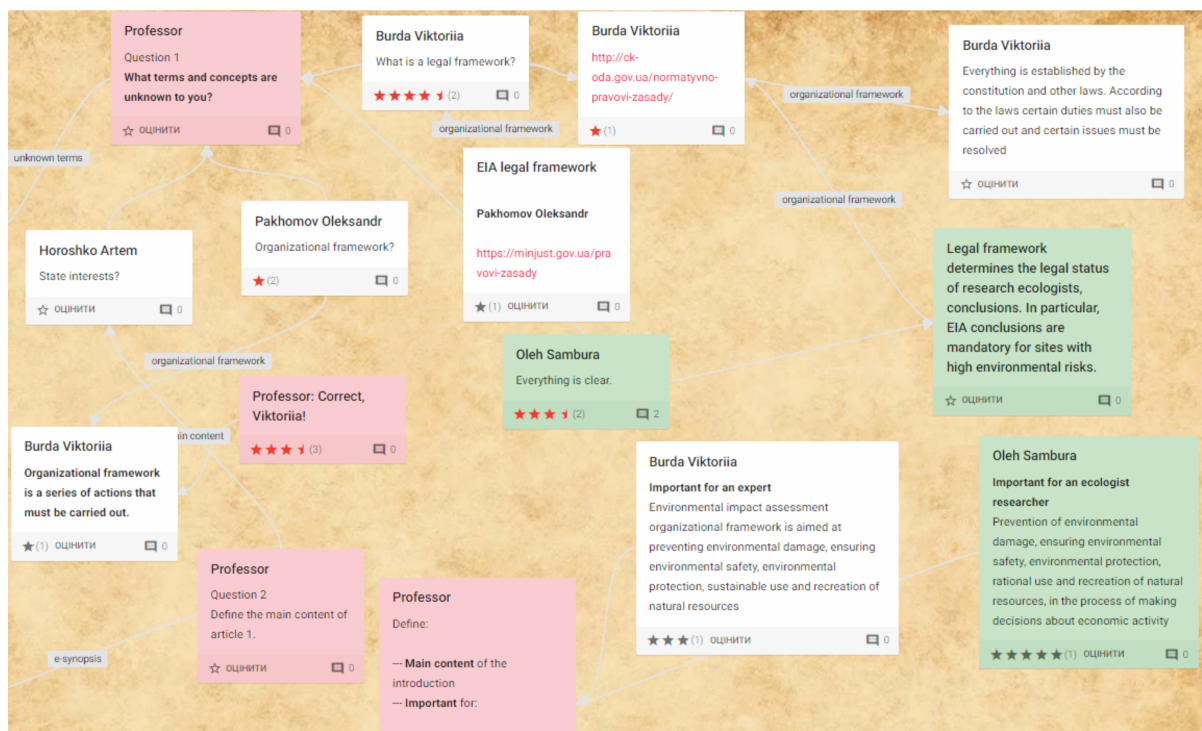 Professor
Question 1
What terms and concepts are
unknown to you?
☆ ОЦІНИТИ 0
Burda Viktoriia
What is a legal framework?
(2) 0
Burda Viktoriia
http://ck-
oda.gov.ua/normatyvno-
pravovi-zasady/
(1) 0
Burda Viktoriia
Everything is established by the
constitution and other laws. According
to the laws certain duties must also be
carried out and certain issues must be
resolved
ОЦІНИТИ 0
organizational framework
organizational framework
unknown terms
EIA legal framework
Pakhomov Oleksandr
https://minjust.gov.ua/pra
vovi-zasady
(1) ОЦІНИТИ 0
organizational framework
Pakhomov Oleksandr
Organizational framework?
(2) 0
Horoshko Artem
State interests?
ОЦІНИТИ 0
Legal framework
determines the legal status
of research ecologists,
conclusions. In particular,
EIA conclusions are
mandatory for sites with
high environmental risks.
ОЦІНИТИ 0
Oleh Sambura
Everything is clear.
(2) 2
organizational framework
Professor: Correct,
Viktoriia!
(3) 0
in content
Burda Viktoriia
Organizational framework
is a series of actions that
must be carried out.
(1) ОЦІНИТИ 0
Burda Viktoriia
Important for an expert
Environmental impact assessment
organizational framework is aimed at
preventing environmental damage, ensuring
environmental safety, environmental
protection, sustainable use and recreation of
natural resources
(1) ОЦІНИТИ 0
Oleh Sambura
Important for an ecologist
researcher
Prevention of environmental
damage, ensuring environmental
safety, environmental protection,
rational use and recreation of natural
resources, in the process of making
decisions about economic activity
(1) ОЦІНИТИ 0
Professor
Question 2
Define the main content of
article 1.
ОЦІНИТИ 0
e-synopsis
Professor
Define:
--- Main content of the
introduction
--- Important for: